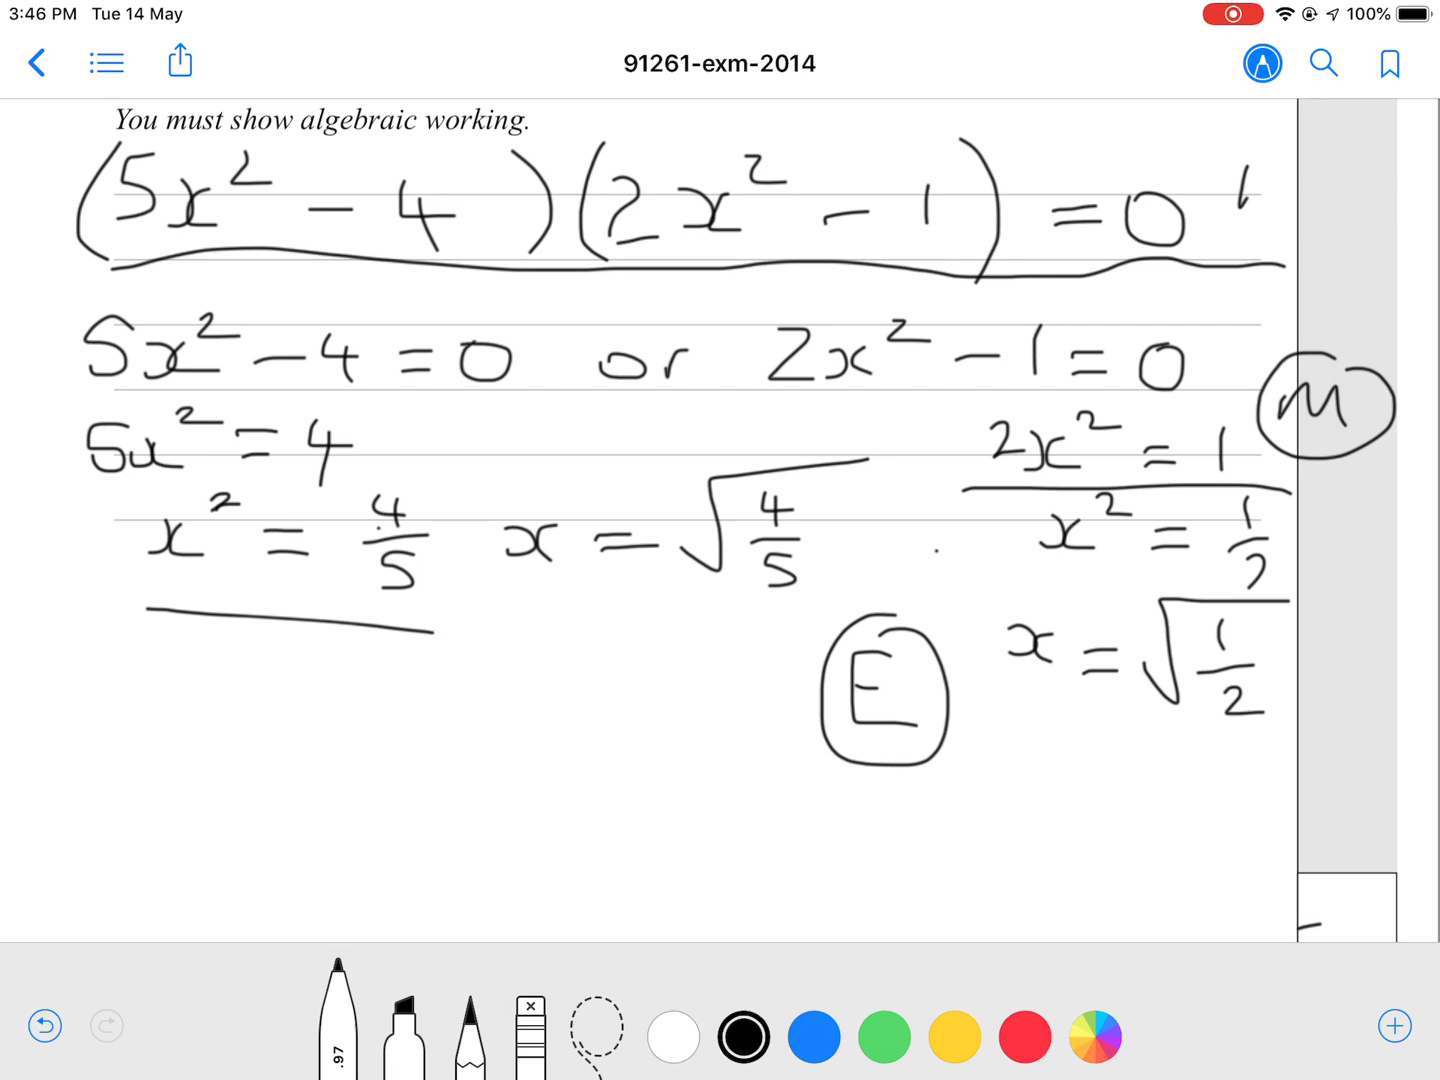 3:46 PM Tue 14 May 100%
91261-exm-2014
You must show algebraic working.
(5x² - 4)(2x² - 1) = 0
5x² - 4 = 0 or 2x² - 1 = 0
M
5x² = 4 2x² = 1
x² = 4/5 x = √(4/5) x² = 1/2
E x = √(1/2)
.97